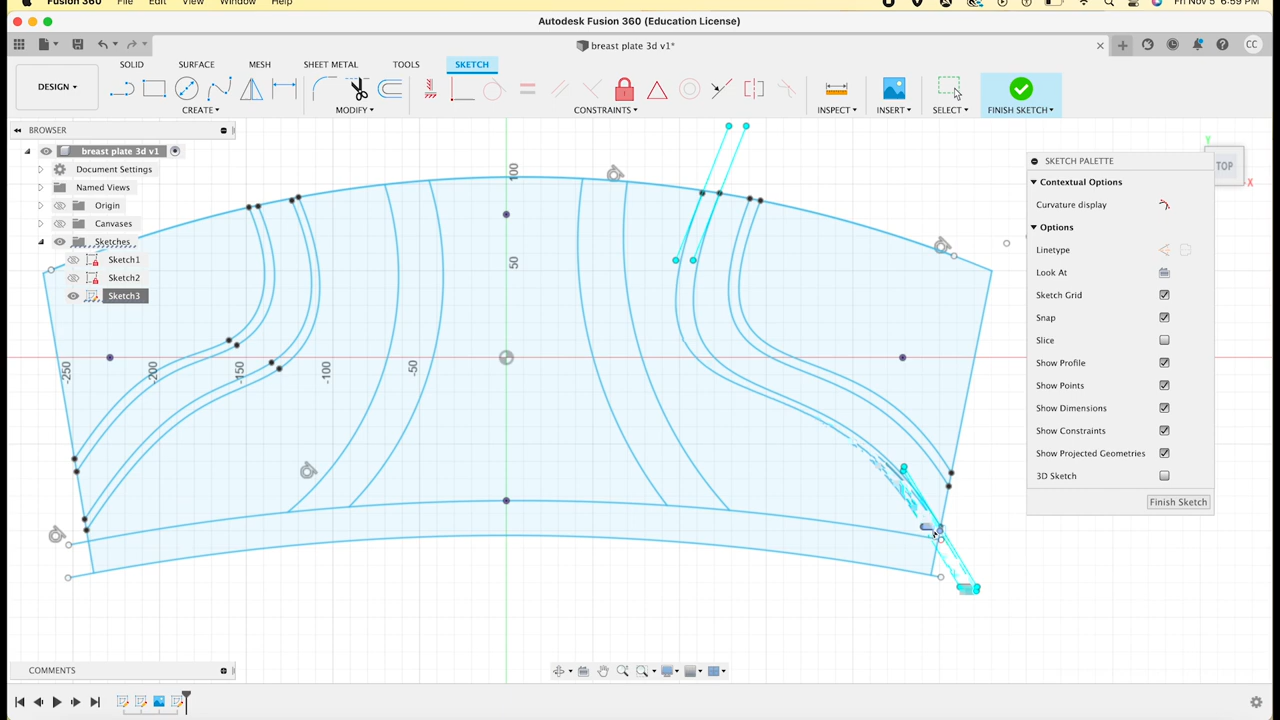 Fusion 360 File Edit View Window Help Fri Nov 5 6:59 PM
Autodesk Fusion 360 (Education License)
breast plate 3d v1*
CC
SOLID SURFACE MESH SHEET METAL TOOLS SKETCH
DESIGN
CREATE MODIFY CONSTRAINTS INSPECT INSERT SELECT FINISH SKETCH
BROWSER
breast plate 3d v1
Document Settings
Named Views
Origin
Canvases
Sketches
Sketch1
Sketch2
Sketch3
100
50
-250 -200 -150 -100 -50
TOP
Y
X
SKETCH PALETTE
Contextual Options
Curvature display
Options
Linetype
Look At
Sketch Grid
Snap
Slice
Show Profile
Show Points
Show Dimensions
Show Constraints
Show Projected Geometries
3D Sketch
Finish Sketch
COMMENTS